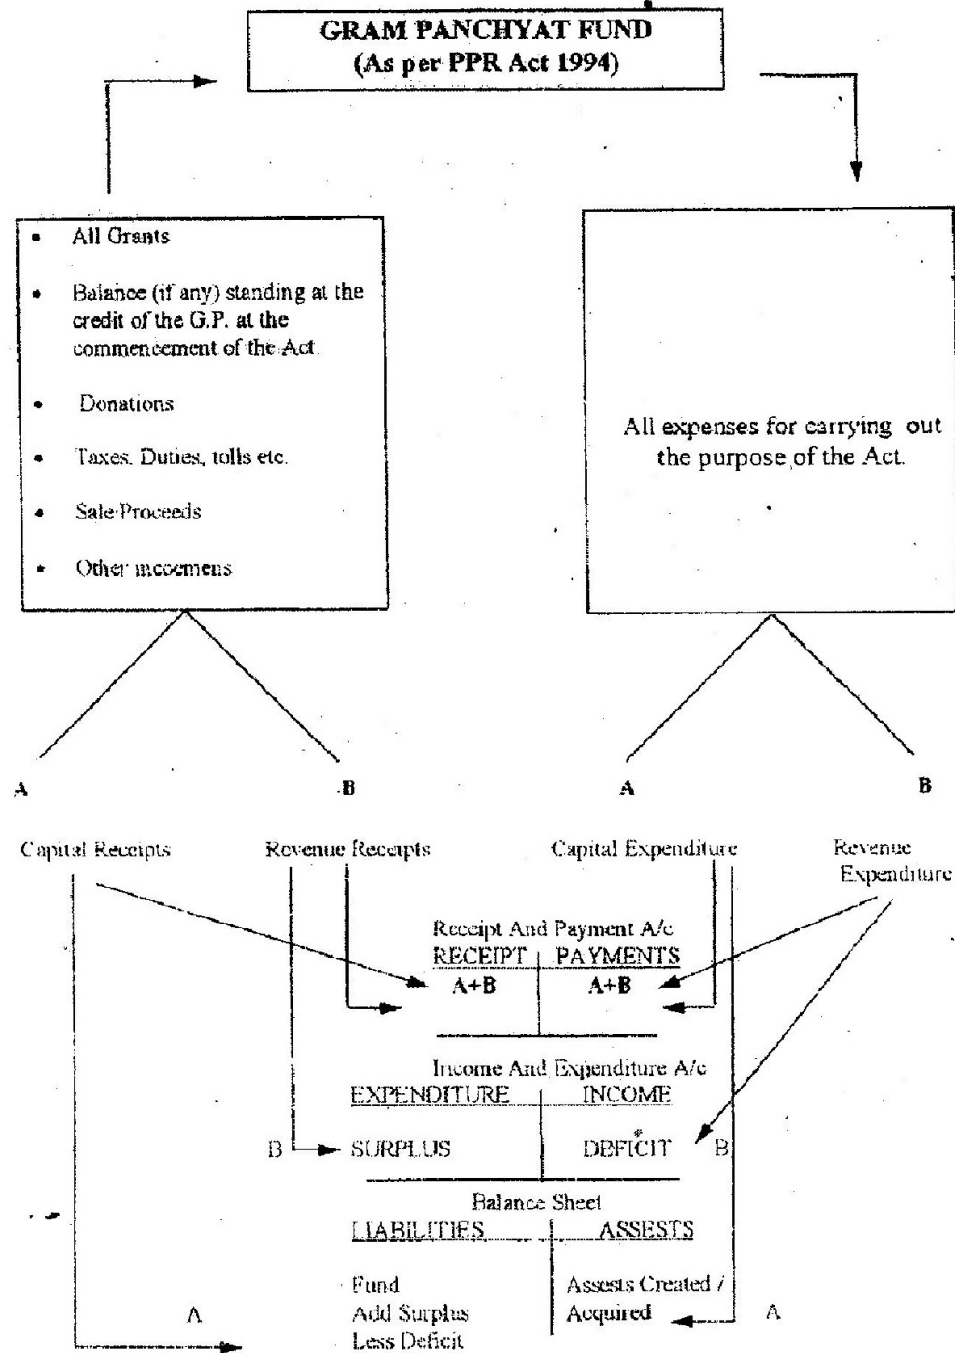 GRAM PANCHYAT FUND
(As per PPR Act 1994)
• All Grants
• Balance (if any) standing at the
credit of the G.P. at the
commencement of the Act
• Donations
• Taxes, Duties, tolls etc.
• Sale Proceeds
• Other incoemens
All expenses for carrying out
the purpose of the Act.
A B A B
Capital Receipts Revenue Receipts Capital Expenditure Revenue
Expenditure
Receipt And Payment A/c
RECEIPT PAYMENTS
A+B A+B
Income And Expenditure A/c
EXPENDITURE INCOME
B SURPLUS DEFICIT B
Balance Sheet
LIABILITIES ASSESTS
Fund Assests Created /
A Add Surplus Acquired A
Less Deficit